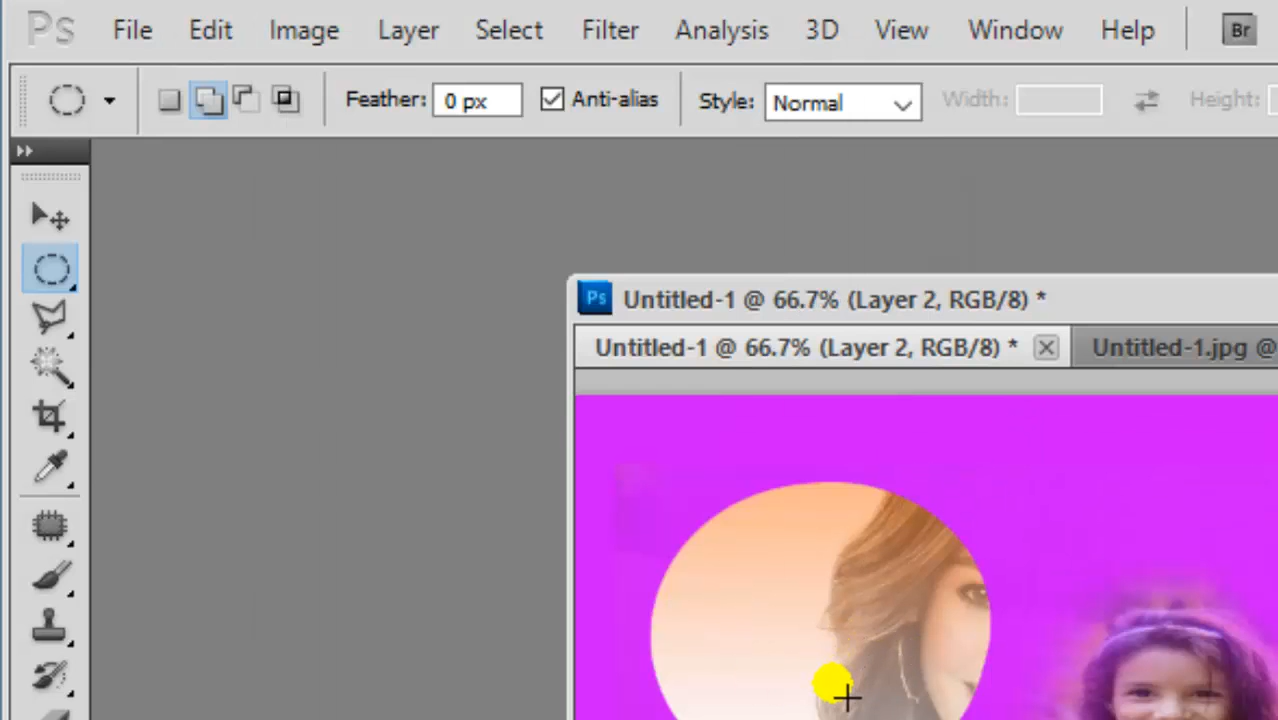 Ps File Edit Image Layer Select Filter Analysis 3D View Window Help Br
Feather: 0 px Anti-alias Style: Normal Width: Height:
Ps Untitled-1 @ 66.7% (Layer 2, RGB/8) *
Untitled-1 @ 66.7% (Layer 2, RGB/8) * Untitled-1.jpg @